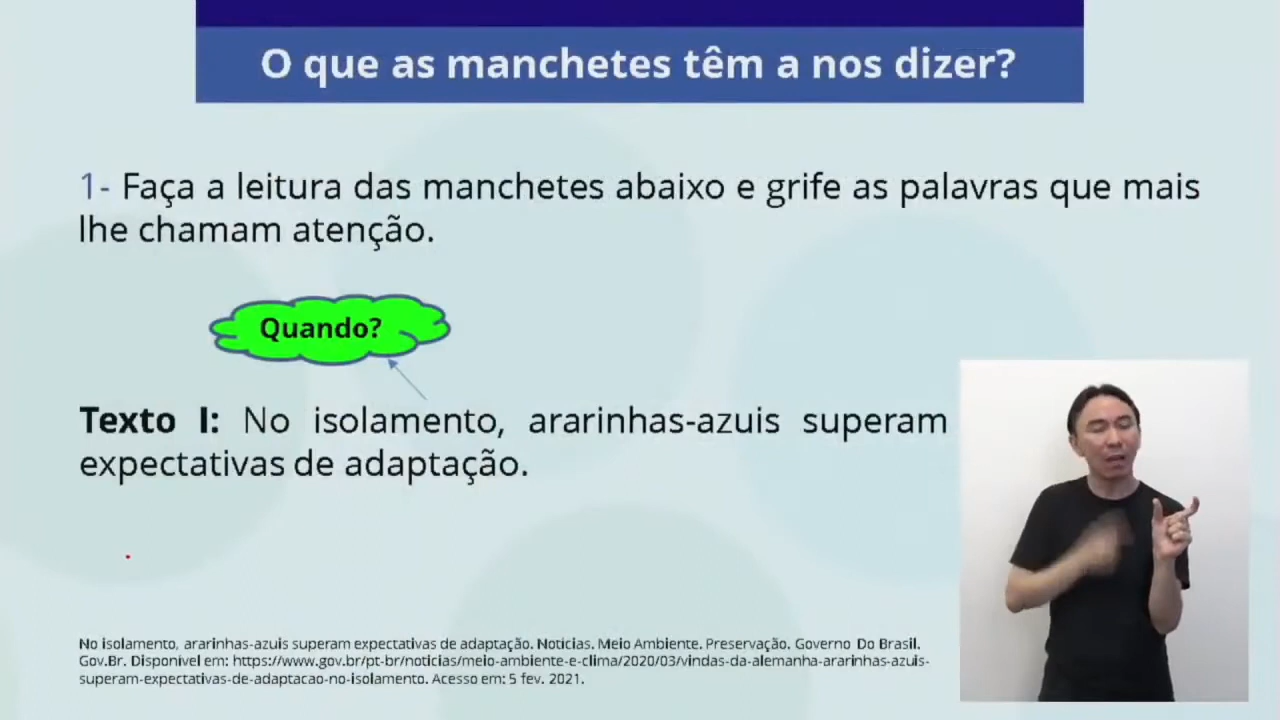 O que as manchetes têm a nos dizer?
1- Faça a leitura das manchetes abaixo e grife as palavras que mais
lhe chamam atenção.
Quando?
Texto I: No isolamento, ararinhas-azuis superam
expectativas de adaptação.
No isolamento, ararinhas-azuis superam expectativas de adaptação. Notícias. Meio Ambiente. Preservação. Governo Do Brasil.
Gov.Br. Disponível em: https://www.gov.br/pt-br/noticias/meio-ambiente-e-clima/2020/03/vindas-da-alemanha-ararinhas-azuis-
superam-expectativas-de-adaptacao-no-isolamento. Acesso em: 5 fev. 2021.